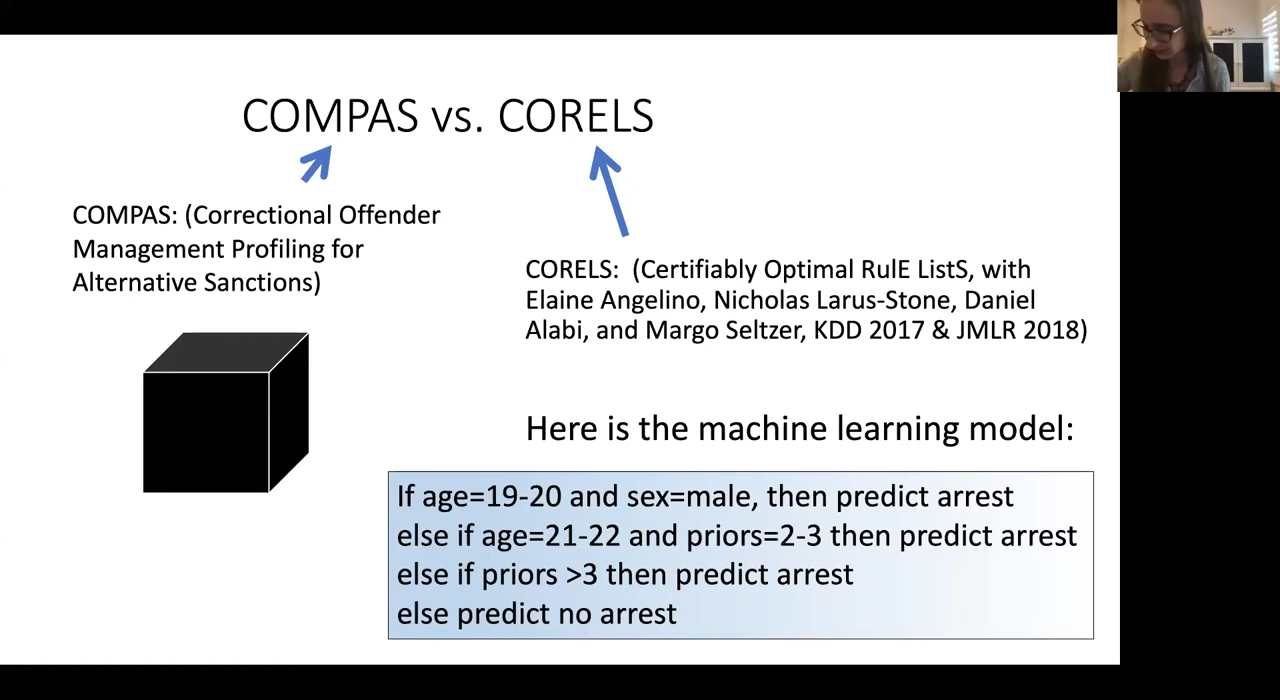 COMPAS vs. CORELS
COMPAS: (Correctional Offender
Management Profiling for
Alternative Sanctions)
CORELS:  (Certifiably Optimal RulE ListS, with
Elaine Angelino, Nicholas Larus-Stone, Daniel
Alabi, and Margo Seltzer, KDD 2017 & JMLR 2018)
Here is the machine learning model:
If age=19-20 and sex=male, then predict arrest
else if age=21-22 and priors=2-3 then predict arrest
else if priors >3 then predict arrest
else predict no arrest